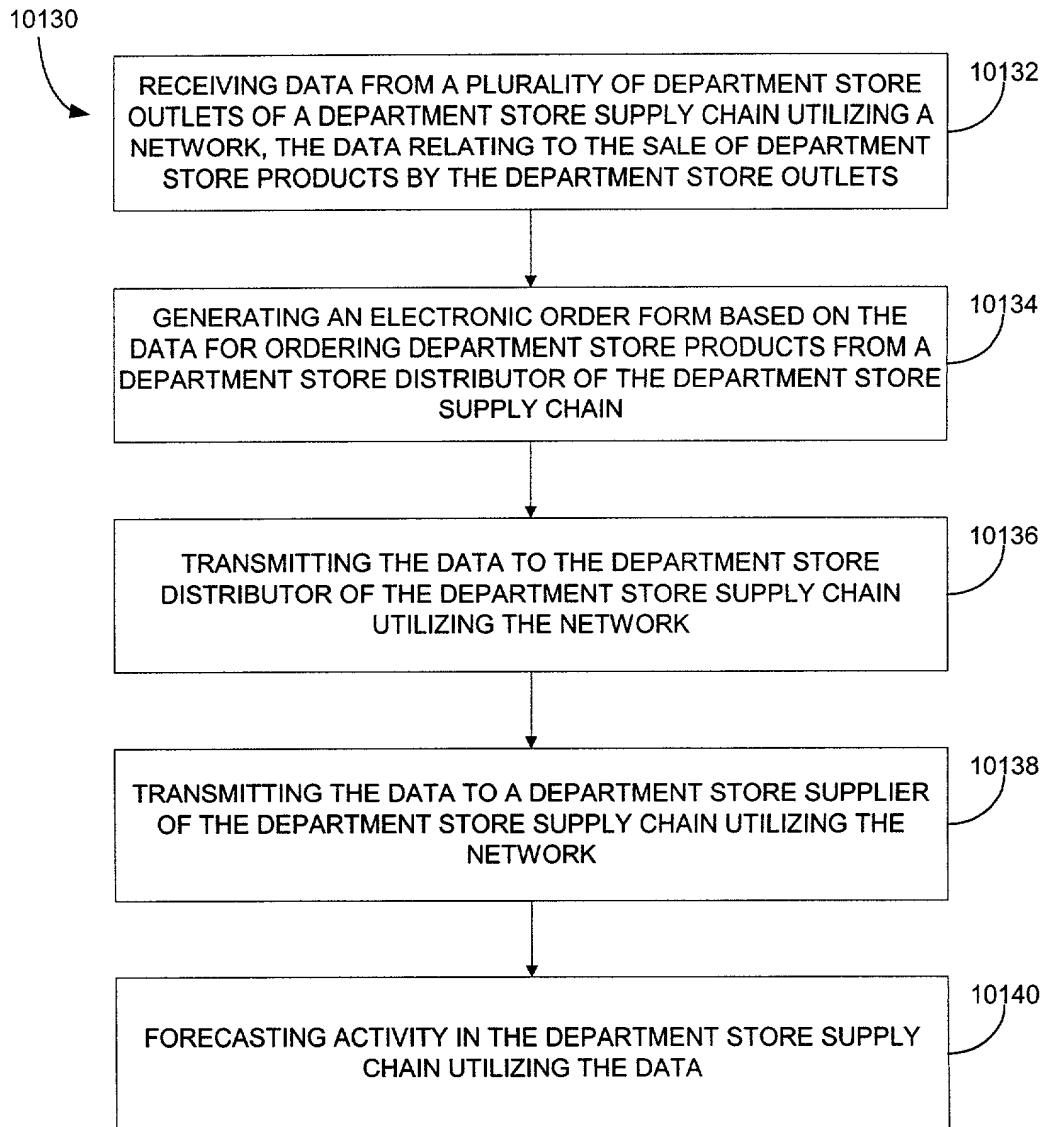 10130
RECEIVING DATA FROM A PLURALITY OF DEPARTMENT STORE
OUTLETS OF A DEPARTMENT STORE SUPPLY CHAIN UTILIZING A
NETWORK, THE DATA RELATING TO THE SALE OF DEPARTMENT
STORE PRODUCTS BY THE DEPARTMENT STORE OUTLETS
10132
GENERATING AN ELECTRONIC ORDER FORM BASED ON THE
DATA FOR ORDERING DEPARTMENT STORE PRODUCTS FROM A
DEPARTMENT STORE DISTRIBUTOR OF THE DEPARTMENT STORE
SUPPLY CHAIN
10134
TRANSMITTING THE DATA TO THE DEPARTMENT STORE
DISTRIBUTOR OF THE DEPARTMENT STORE SUPPLY CHAIN
UTILIZING THE NETWORK
10136
TRANSMITTING THE DATA TO A DEPARTMENT STORE SUPPLIER
OF THE DEPARTMENT STORE SUPPLY CHAIN UTILIZING THE
NETWORK
10138
FORECASTING ACTIVITY IN THE DEPARTMENT STORE SUPPLY
CHAIN UTILIZING THE DATA
10140